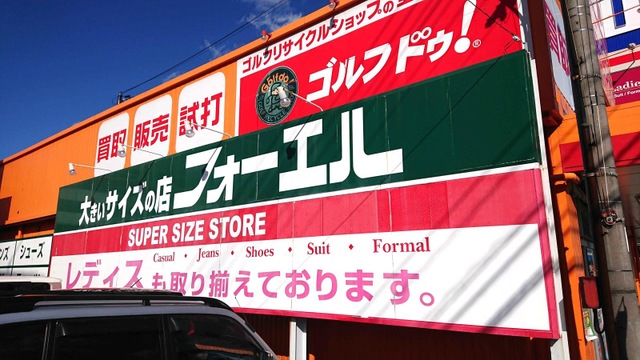 ゴルフリサイクルショップの
ゴルフドゥ!®
Golfdo!
買取 販売 試打
大きいサイズの店 フォーエル
SUPER SIZE STORE
Casual • Jeans • Shoes • Suit • Formal
レディスも取り揃えております。
シューズ